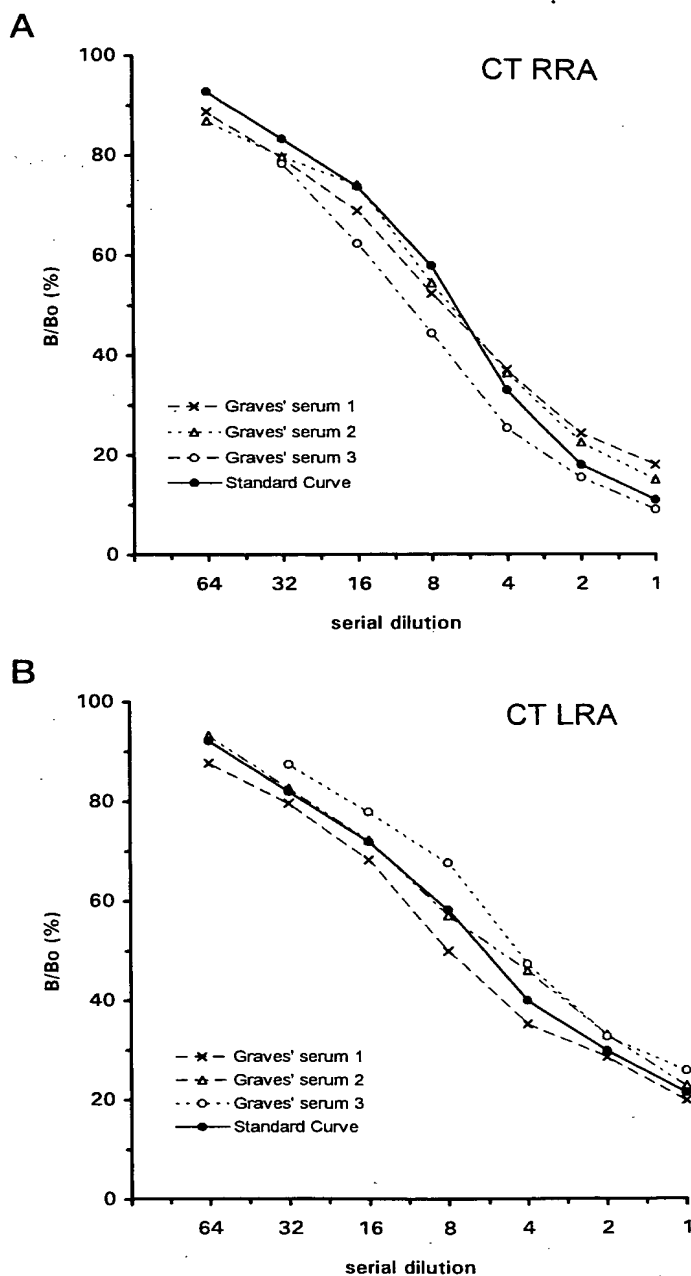 A
CT RRA
100
80
60
40
20
0
B/Bo (%)
Graves' serum 1
Graves' serum 2
Graves' serum 3
Standard Curve
64 32 16 8 4 2 1
serial dilution
B
CT LRA
100
80
60
40
20
0
B/Bo (%)
Graves' serum 1
Graves' serum 2
Graves' serum 3
Standard Curve
64 32 16 8 4 2 1
serial dilution